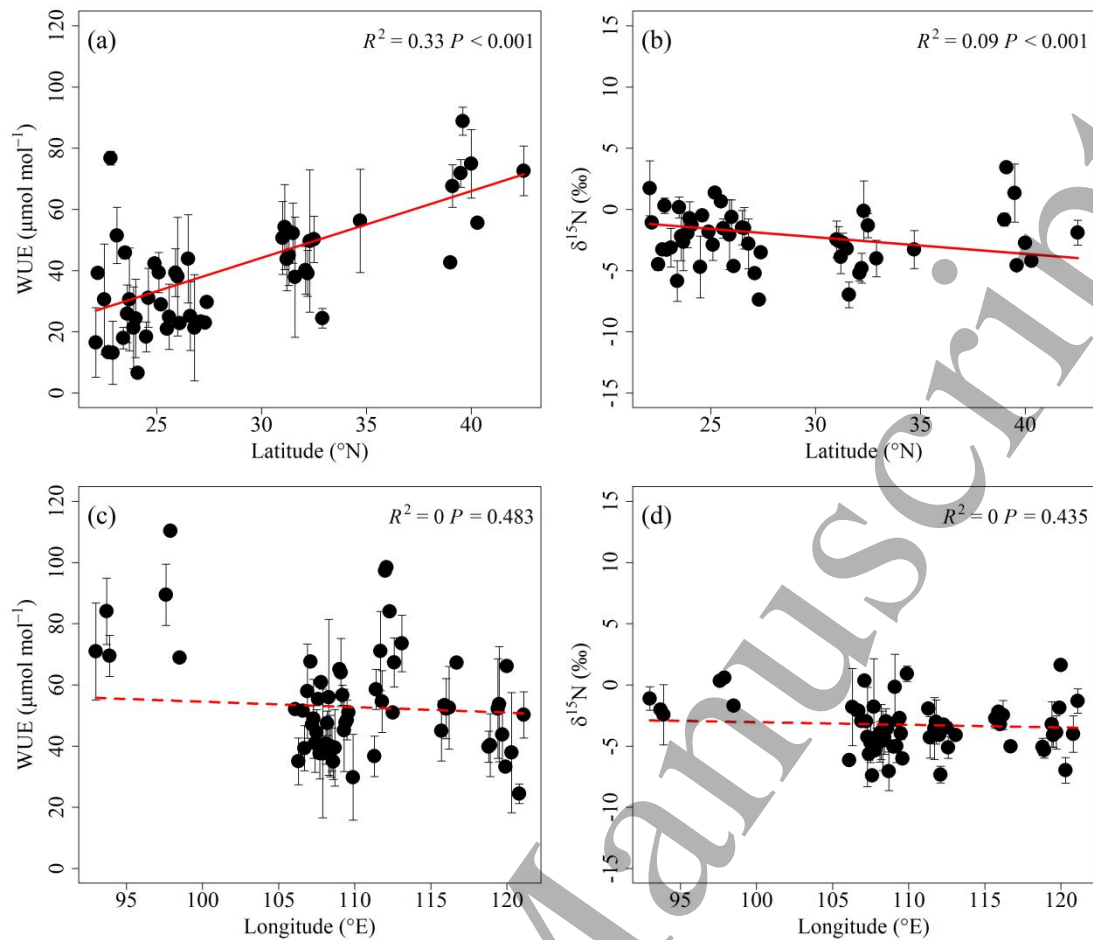 (a)
R² = 0.33 P < 0.001
WUE (μmol mol⁻¹)
120
100
80
60
40
20
0
25
30
35
40
Latitude (°N)
(b)
R² = 0.09 P < 0.001
δ¹⁵N (‰)
15
10
5
0
-5
-10
-15
25
30
35
40
Latitude (°N)
(c)
R² = 0 P = 0.483
WUE (μmol mol⁻¹)
120
100
80
60
40
20
0
95
100
105
110
115
120
Longitude (°E)
(d)
R² = 0 P = 0.435
δ¹⁵N (‰)
15
10
5
0
-5
-10
-15
95
100
105
110
115
120
Longitude (°E)
Manuscript